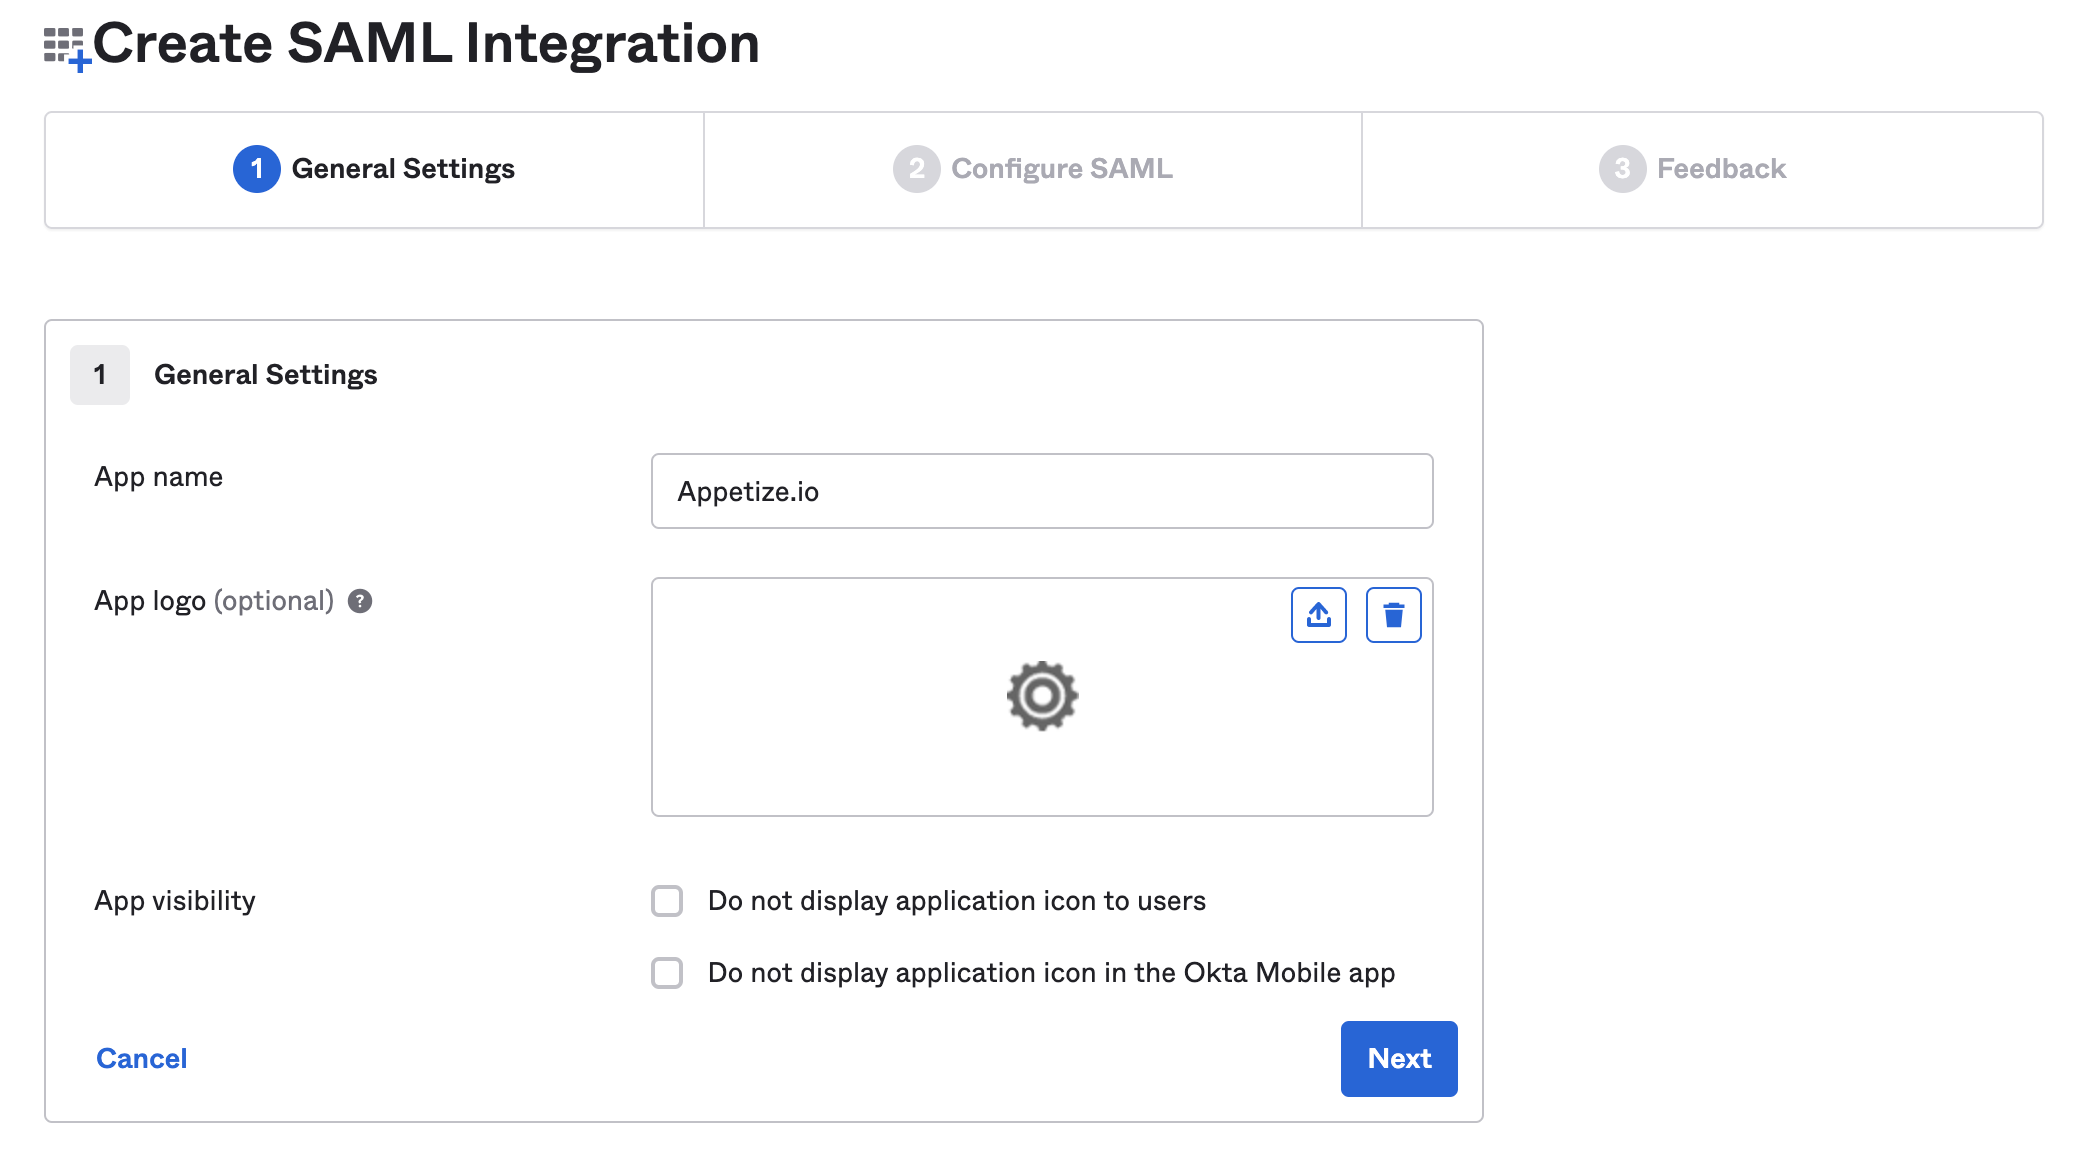 Create SAML Integration
1 General Settings
2 Configure SAML
3 Feedback
1 General Settings
App name
Appetize.io
App logo (optional) ?
App visibility
Do not display application icon to users
Do not display application icon in the Okta Mobile app
Cancel
Next